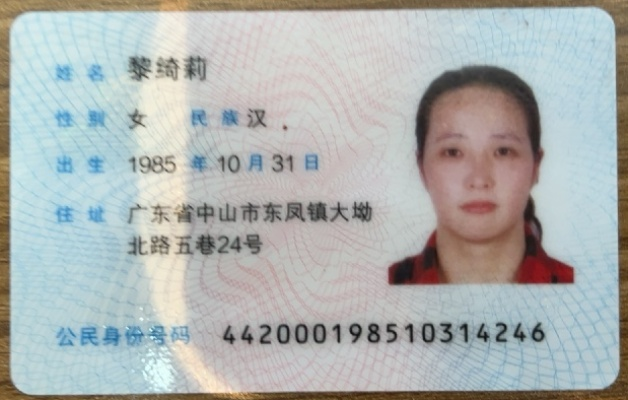 姓名 黎绮莉
性别 女 民族 汉
出生 1985 年 10 月 31 日
住址 广东省中山市东凤镇大坳
北路五巷24号
公民身份号码 442000198510314246